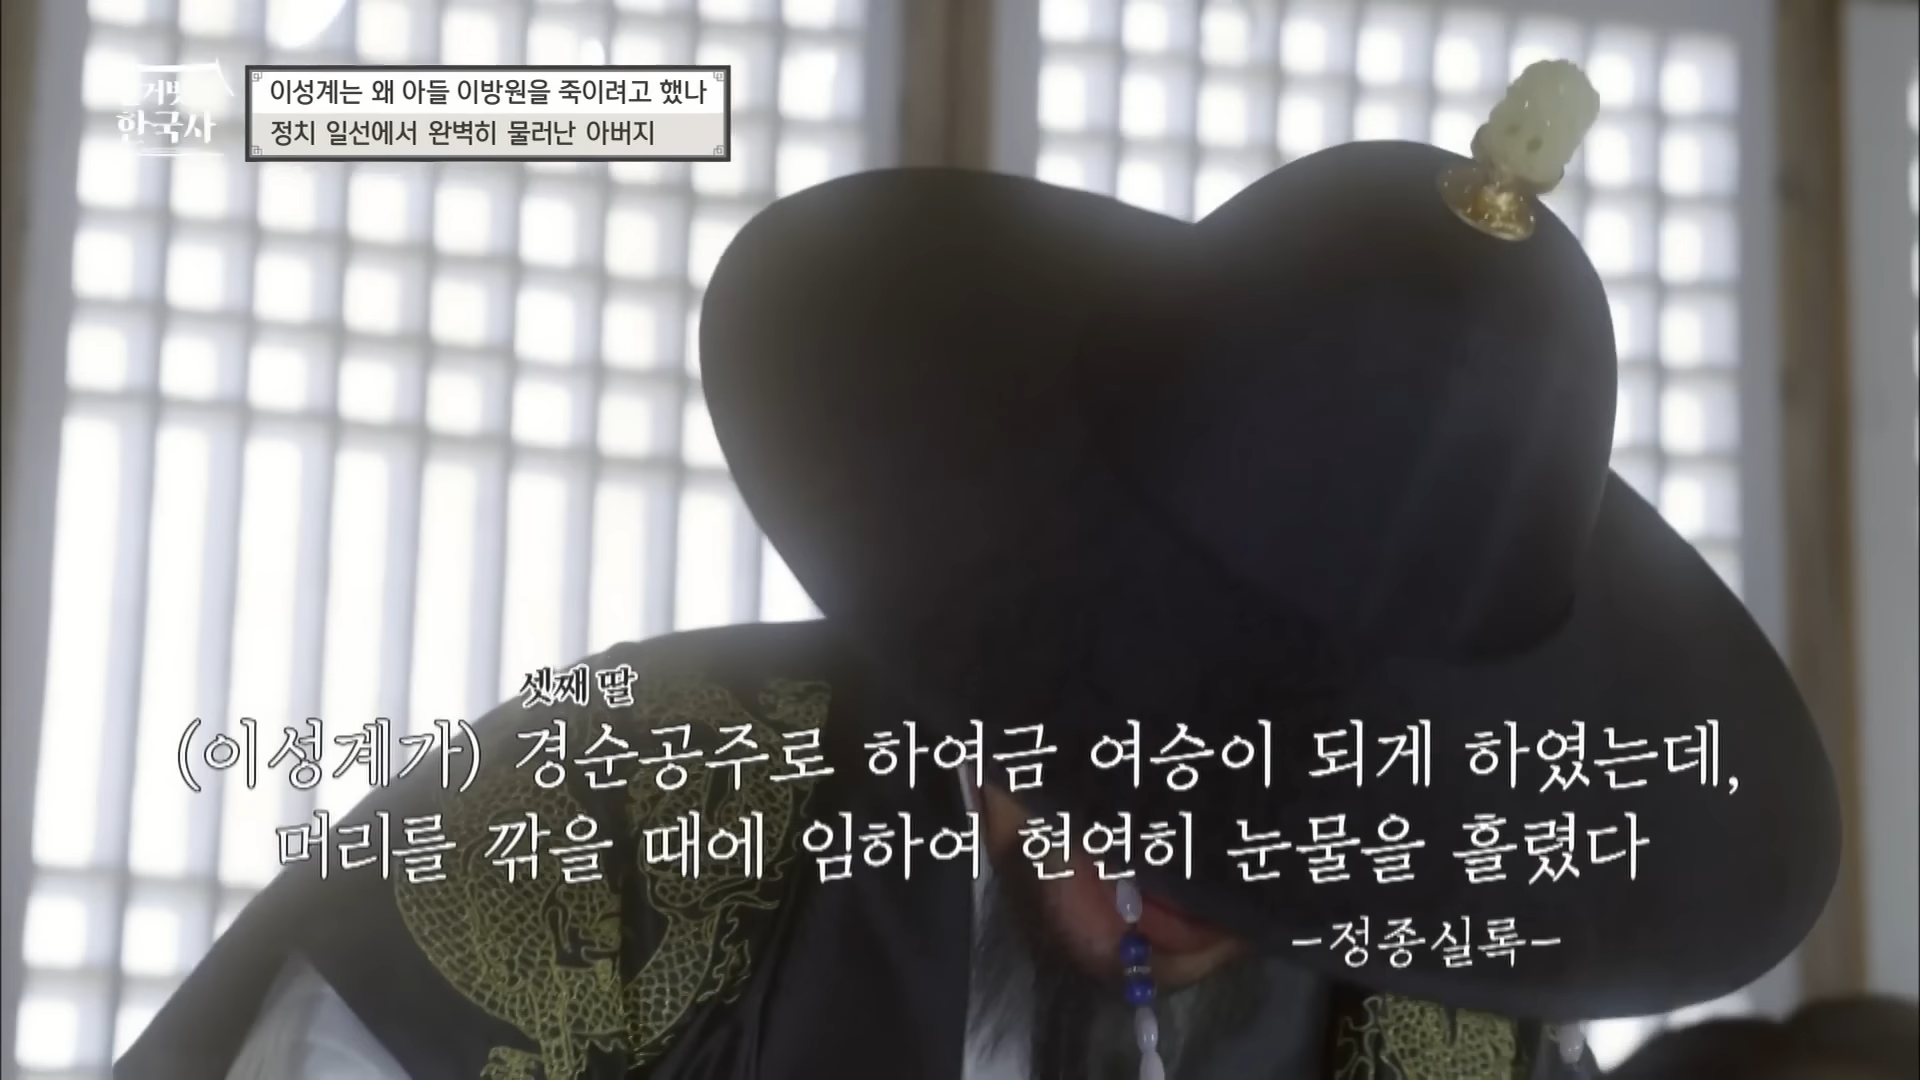 한국사
이성계는 왜 아들 이방원을 죽이려고 했나
정치 일선에서 완벽히 물러난 아버지
셋째 딸
(이성계가) 경순공주로 하여금 여승이 되게 하였는데,
머리를 깎을 때에 임하여 현연히 눈물을 흘렸다
-정종실록-